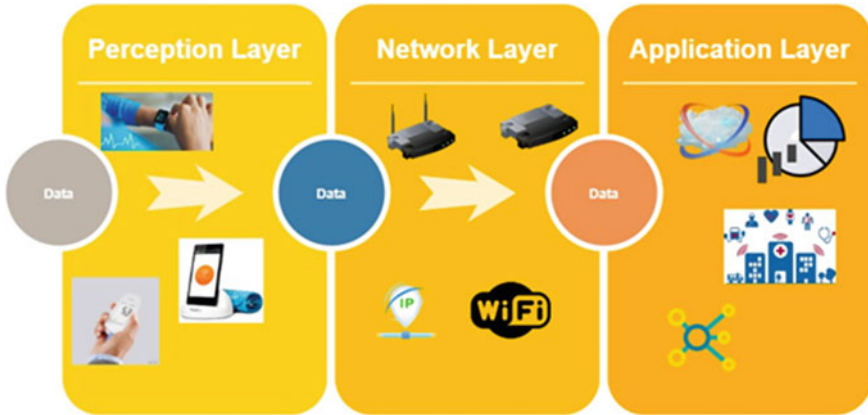 Perception Layer
Network Layer
Application Layer
Data
Data
Data
IP
WiFi